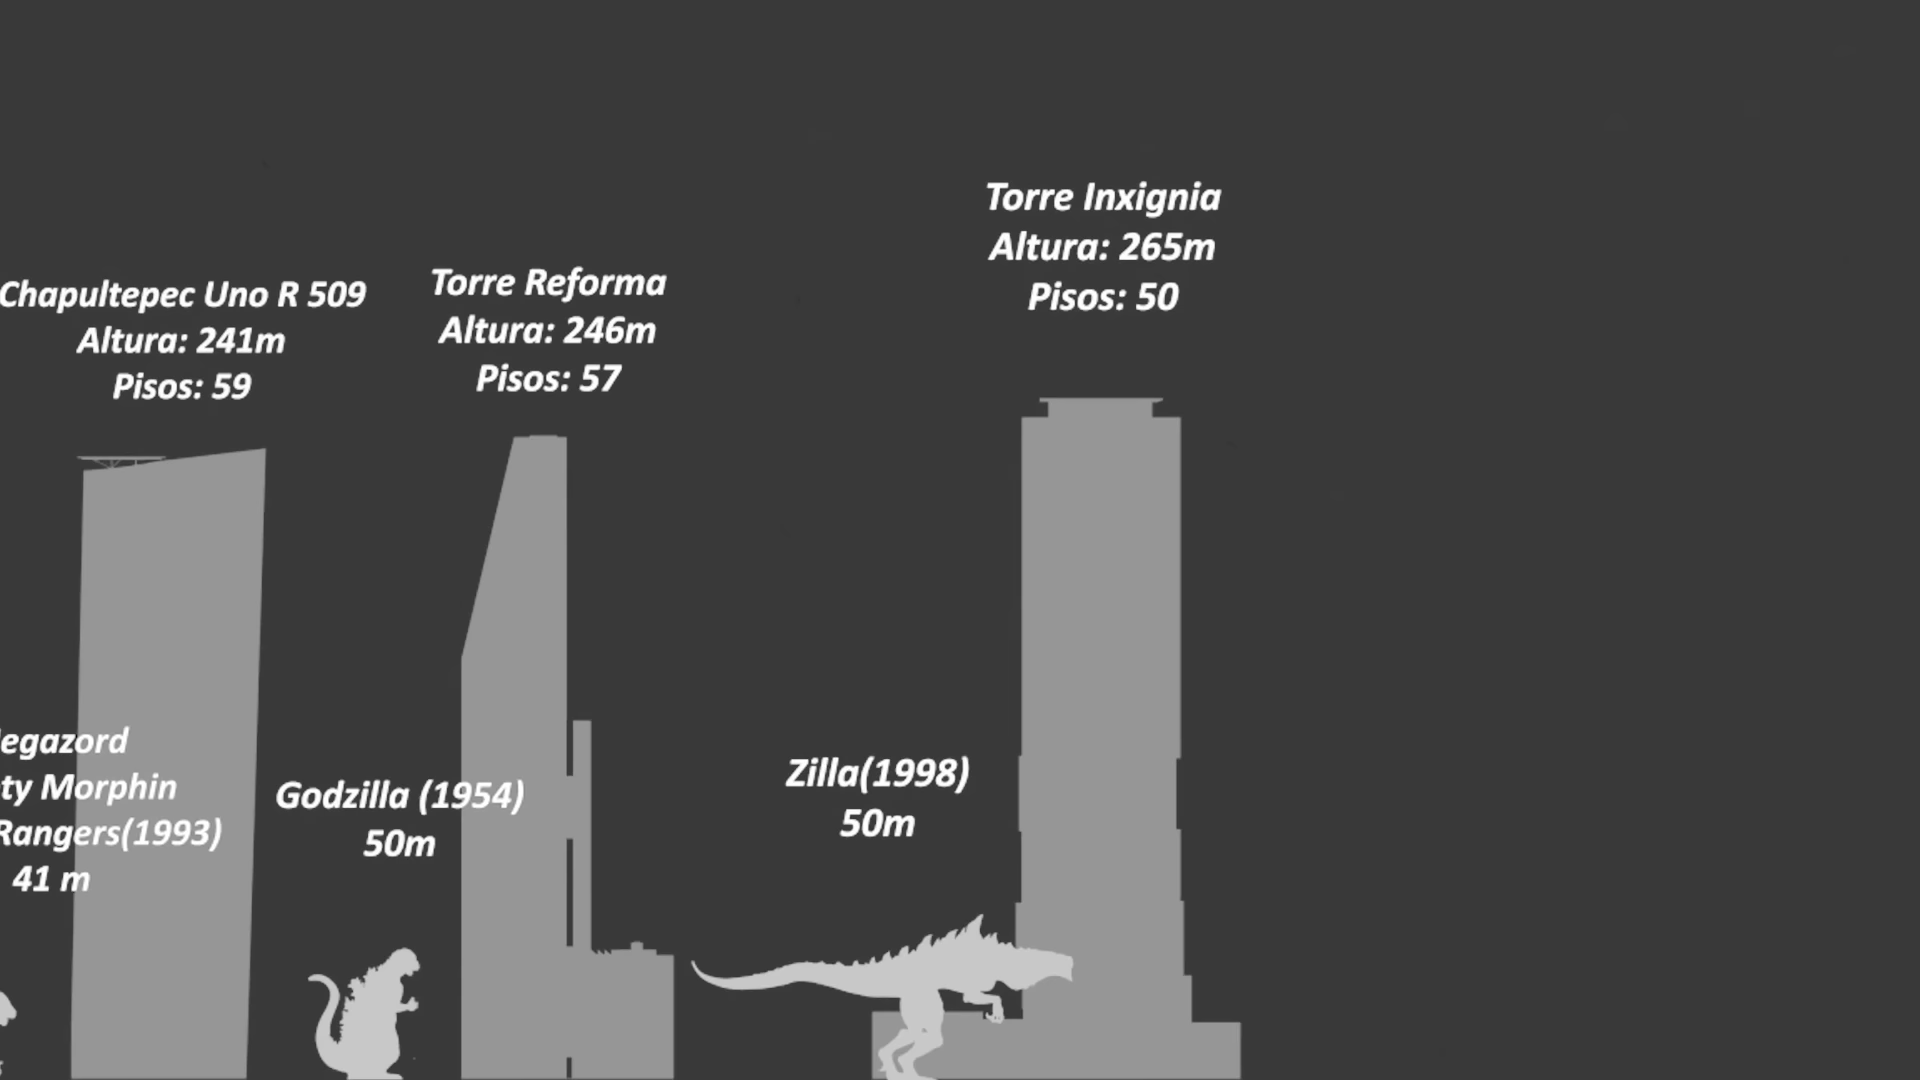 Torre Inxignia
Altura: 265m
Pisos: 50
Chapultepec Uno R 509
Altura: 241m
Pisos: 59
Torre Reforma
Altura: 246m
Pisos: 57
egazord
ty Morphin
Rangers(1993)
41 m
Godzilla (1954)
50m
Zilla(1998)
50m